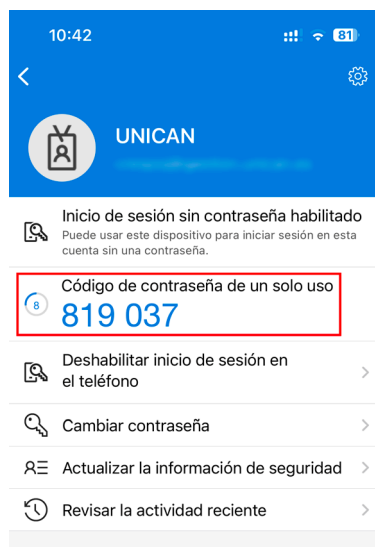 10:42
81
UNICAN
Inicio de sesión sin contraseña habilitado
Puede usar este dispositivo para iniciar sesión en esta
cuenta sin una contraseña.
Código de contraseña de un solo uso
8
819 037
Deshabilitar inicio de sesión en
el teléfono
Cambiar contraseña
Actualizar la información de seguridad
Revisar la actividad reciente